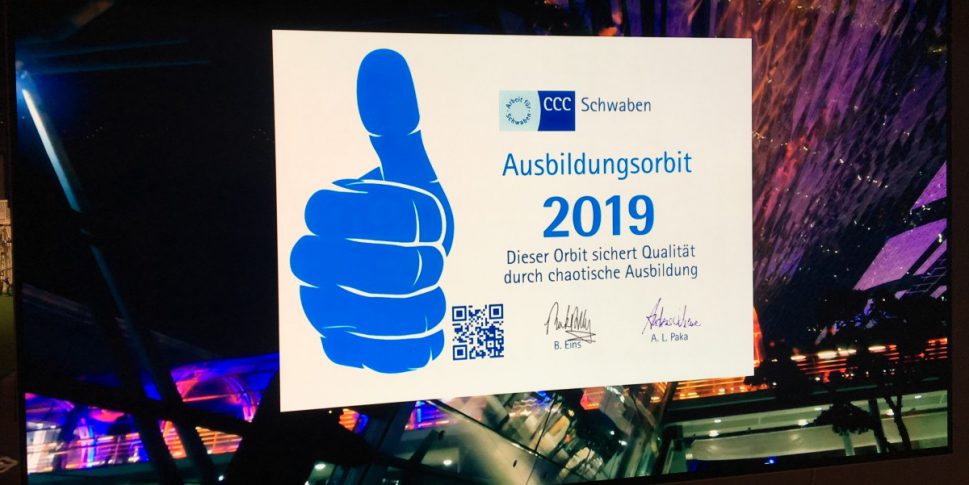 Arbeit für
Schwaben
CCC Schwaben
Ausbildungsorbit
2019
Dieser Orbit sichert Qualität
durch chaotische Ausbildung
B. Eins
A. L. Paka